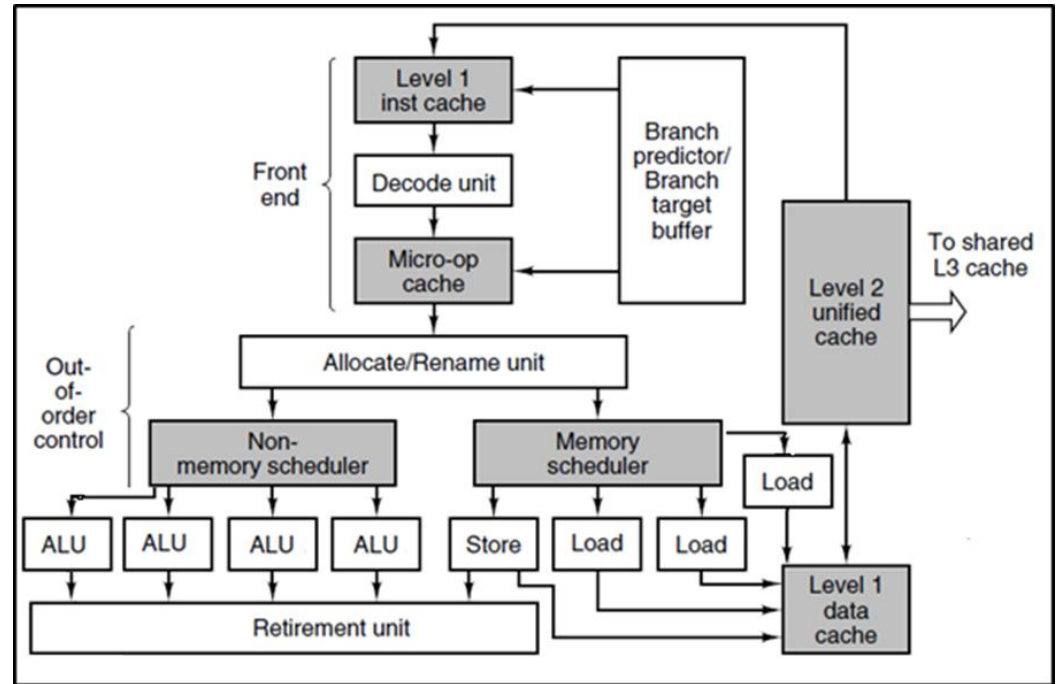 Level 1
inst cache
Front
end
Decode unit
Micro-op
cache
Branch
predictor/
Branch
target
buffer
Level 2
unified
cache
To shared
L3 cache
Out-
of-
order
control
Allocate/Rename unit
Non-
memory scheduler
Memory
scheduler
Load
ALU
ALU
ALU
ALU
Store
Load
Load
Retirement unit
Level 1
data
cache